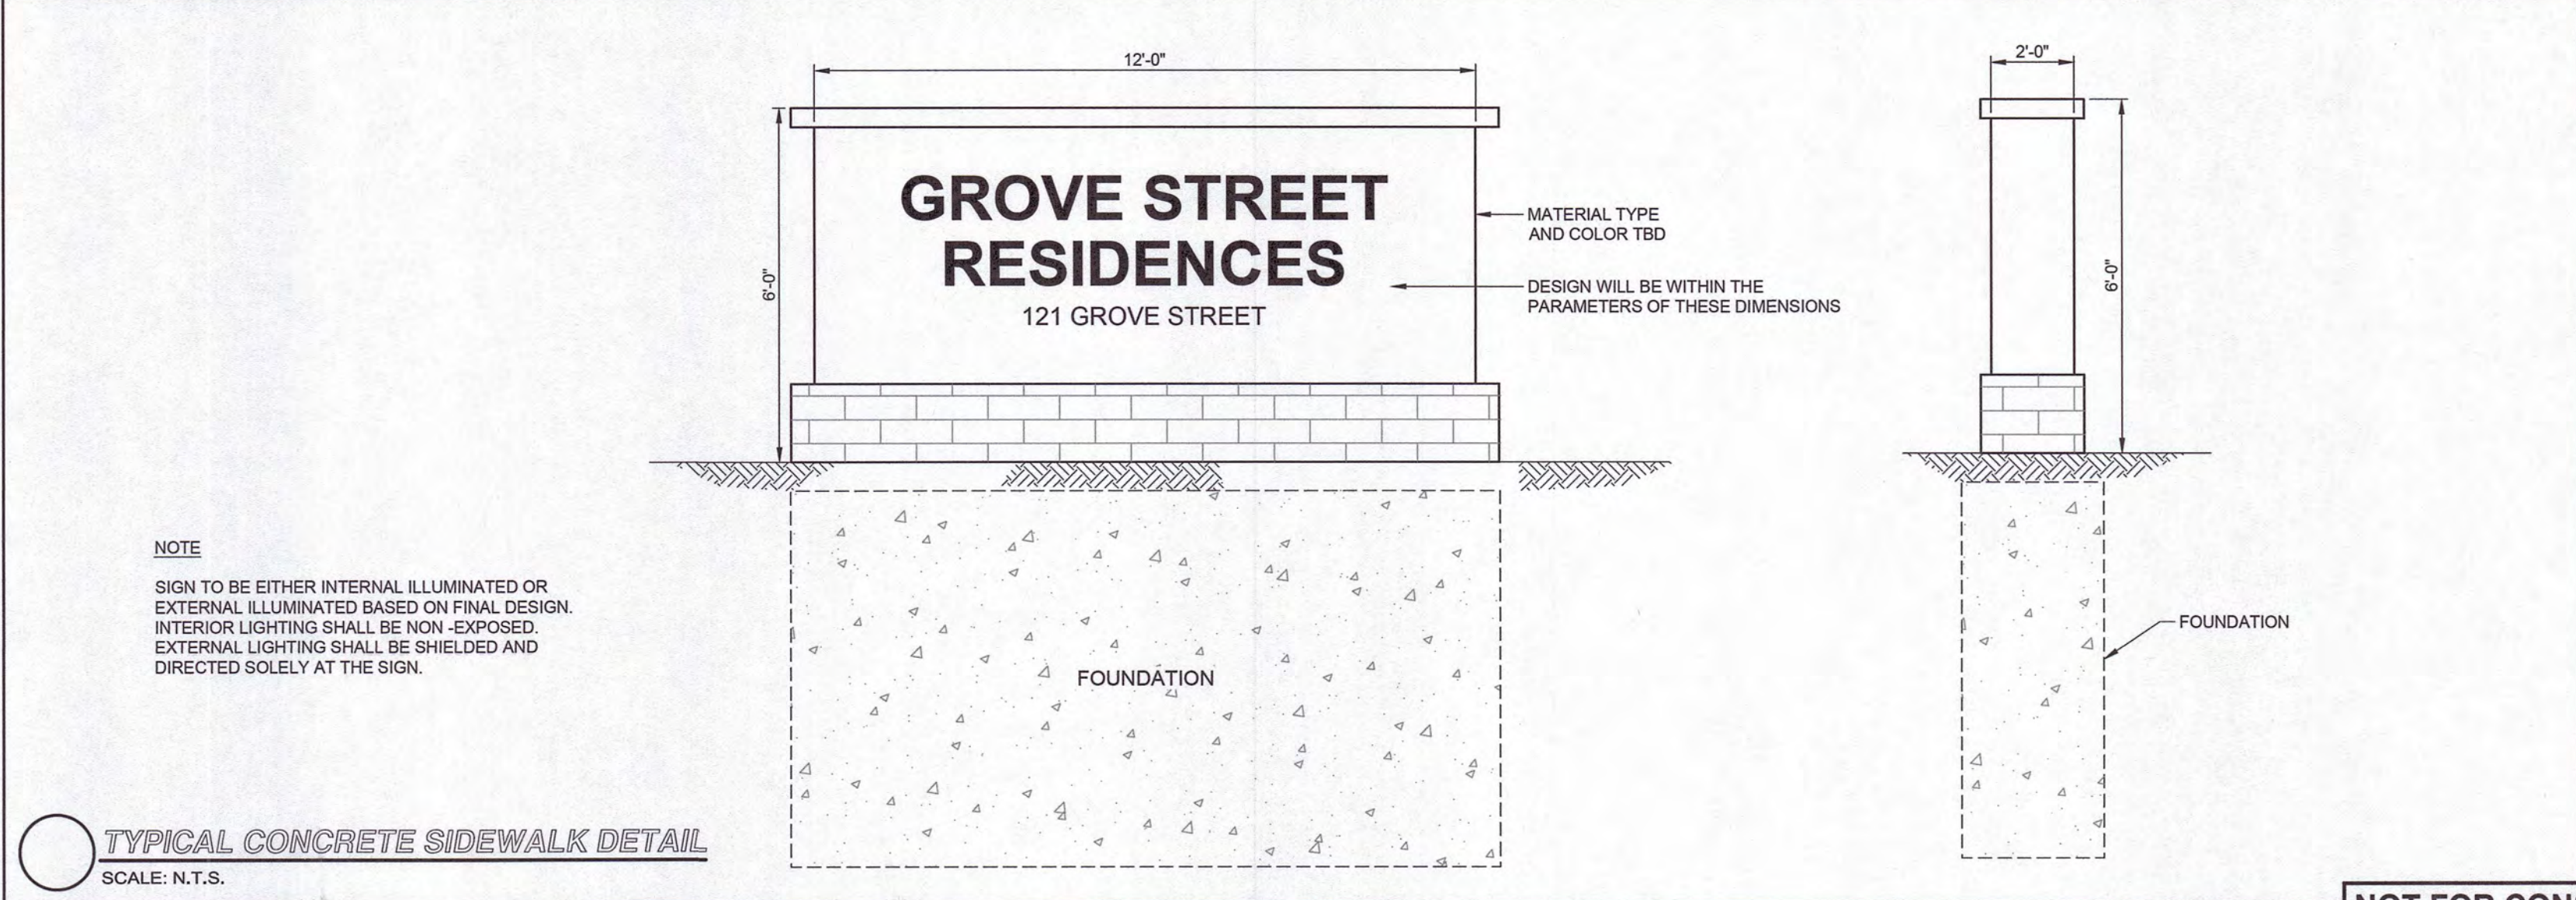 12'-0"
2'-0"
GROVE STREET
RESIDENCES
121 GROVE STREET
6'-0"
MATERIAL TYPE
AND COLOR TBD
DESIGN WILL BE WITHIN THE
PARAMETERS OF THESE DIMENSIONS
6'-0"
NOTE
SIGN TO BE EITHER INTERNAL ILLUMINATED OR
EXTERNAL ILLUMINATED BASED ON FINAL DESIGN.
INTERIOR LIGHTING SHALL BE NON -EXPOSED.
EXTERNAL LIGHTING SHALL BE SHIELDED AND
DIRECTED SOLELY AT THE SIGN.
FOUNDATION
FOUNDATION
TYPICAL CONCRETE SIDEWALK DETAIL
SCALE: N.T.S.
NOT FOR CON